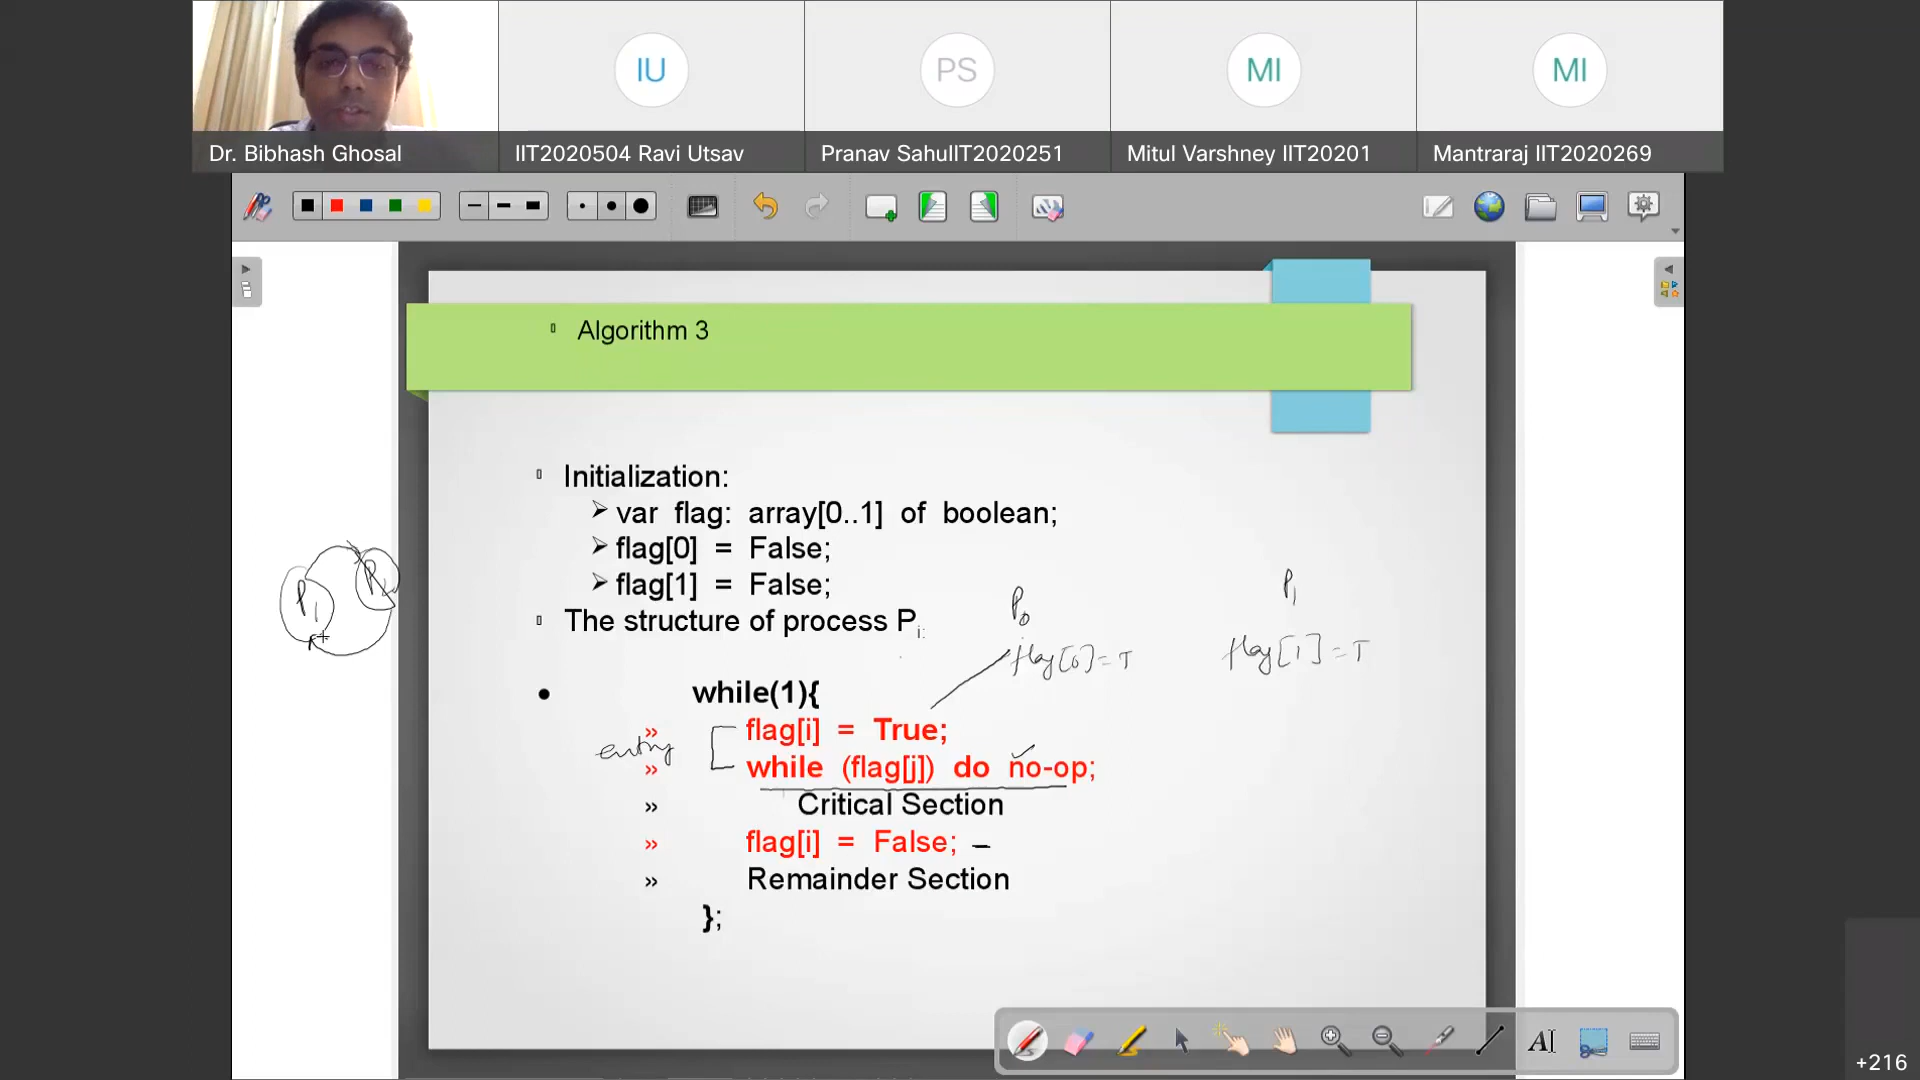 IU
PS
MI
MI
Dr. Bibhash Ghosal
IIT2020504 Ravi Utsav
Pranav SahuIIT2020251
Mitul Varshney IIT20201
Mantraraj IIT2020269
Algorithm 3
Initialization:
var flag: array[0..1] of boolean;
flag[0] = False;
flag[1] = False;
The structure of process Pi:
P0
P1
flag[0]=T
flag[1]=T
P1
while(1){
» flag[i] = True;
entry
» while (flag[j]) do no-op;
» Critical Section
» flag[i] = False;
» Remainder Section
};
AI
+216